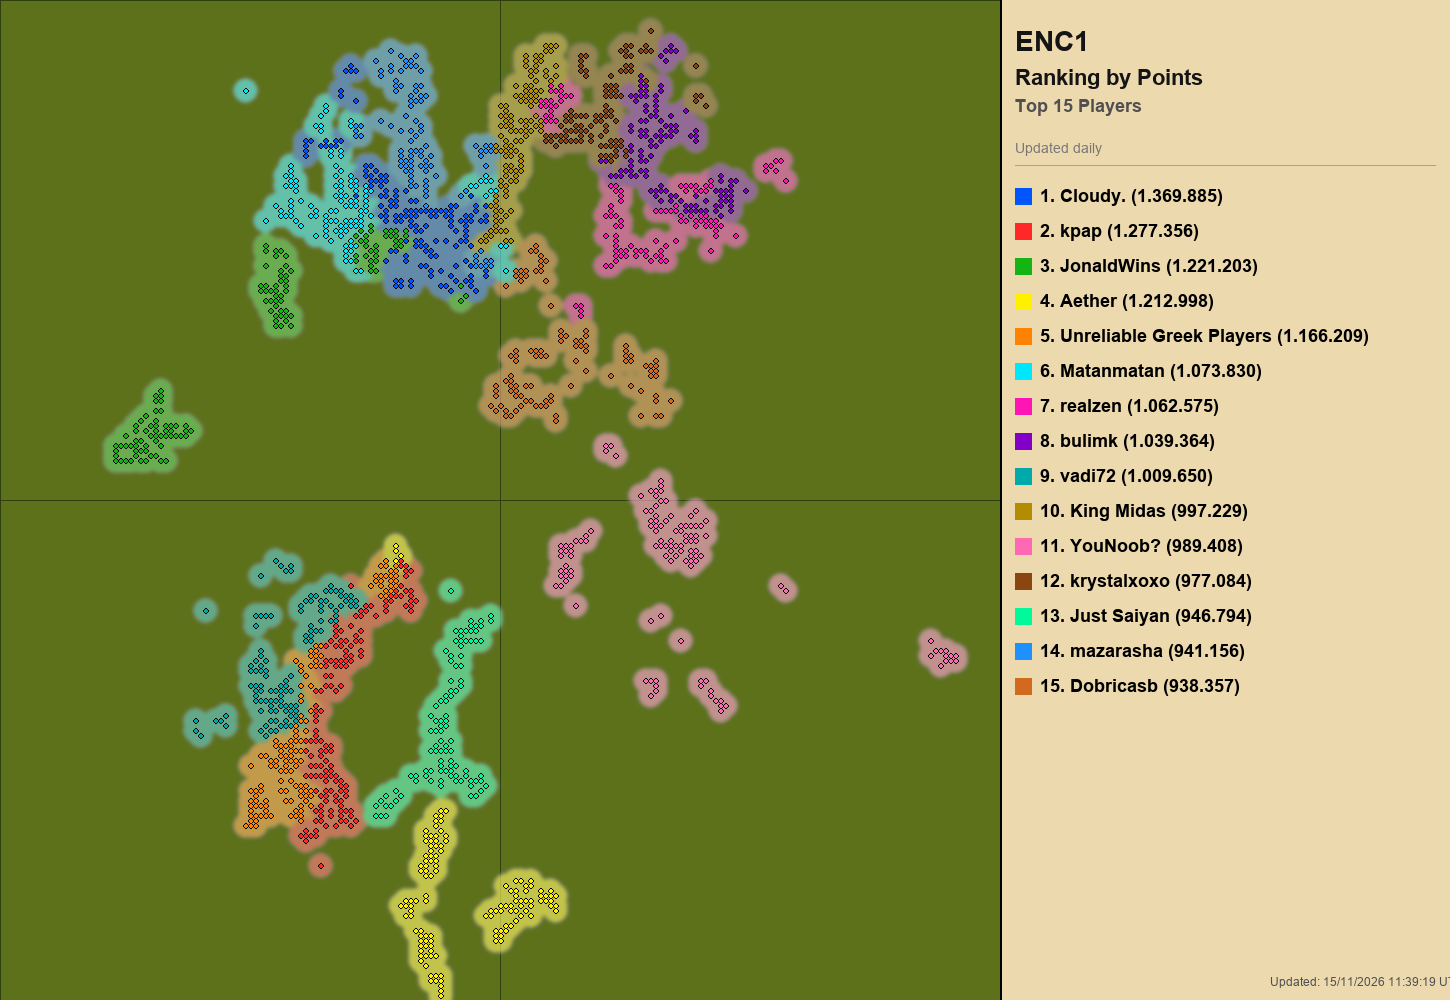 ENC1
Ranking by Points
Top 15 Players
Updated daily
1. Cloudy. (1.369.885)
2. kpap (1.277.356)
3. JonaldWins (1.221.203)
4. Aether (1.212.998)
5. Unreliable Greek Players (1.166.209)
6. Matanmatan (1.073.830)
7. realzen (1.062.575)
8. bulimk (1.039.364)
9. vadi72 (1.009.650)
10. King Midas (997.229)
11. YouNoob? (989.408)
12. krystalxoxo (977.084)
13. Just Saiyan (946.794)
14. mazarasha (941.156)
15. Dobricasb (938.357)
Updated: 15/11/2026 11:39:19 U